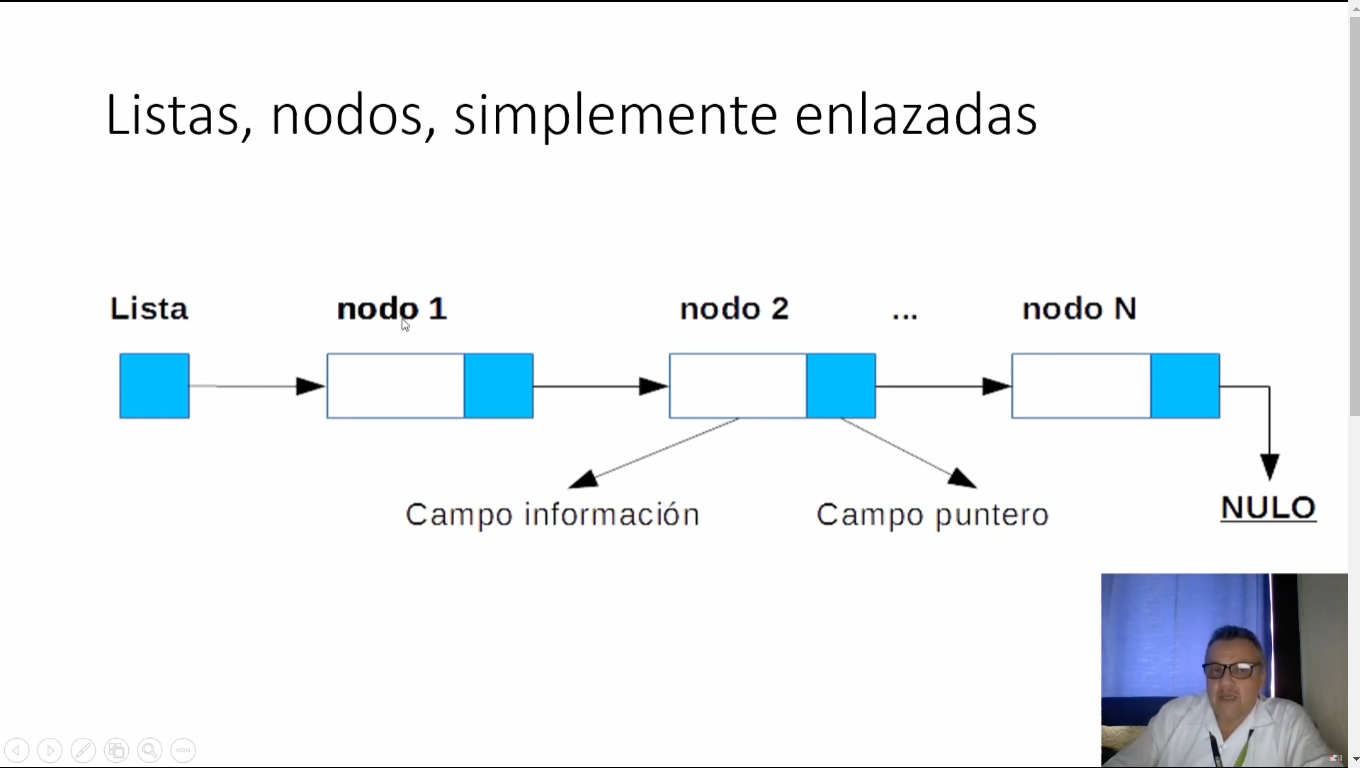 Listas, nodos, simplemente enlazadas
Lista nodo 1 nodo 2 ... nodo N
Campo información Campo puntero NULO